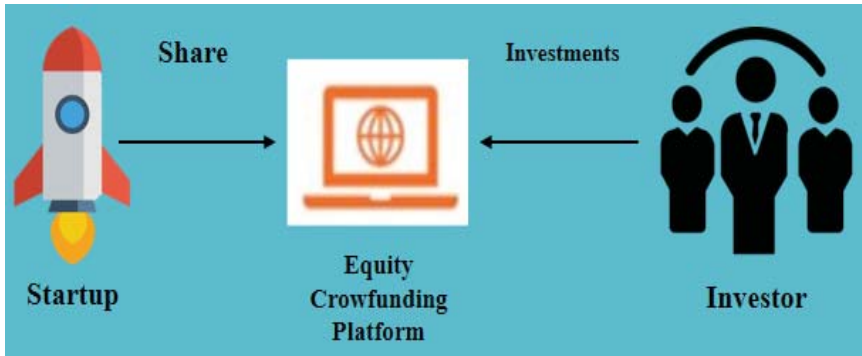 Share
Investments
Startup
Equity
Crowfunding
Platform
Investor